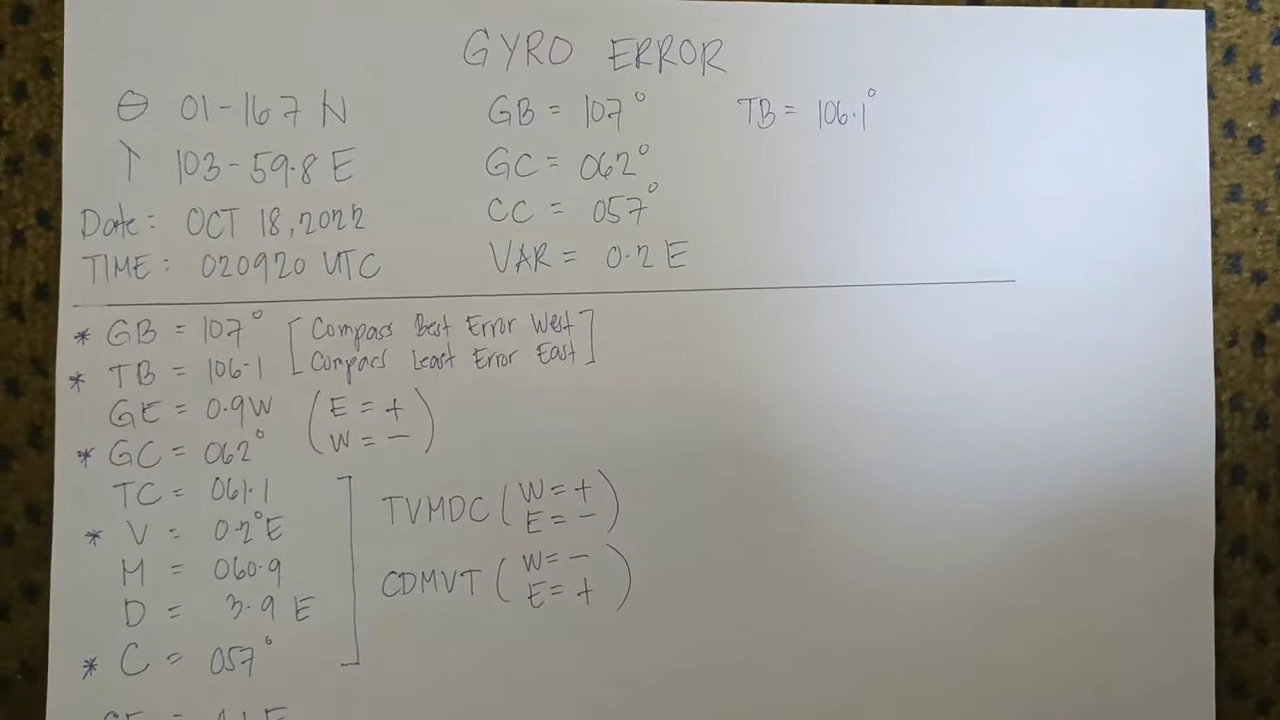 GYRO ERROR
θ 01-167 N GB = 107° TB = 106.1°
λ 103-59.8 E GC = 062°
Date: OCT 18, 2022 CC = 057°
TIME: 020920 UTC VAR = 0.2 E
* GB = 107° [Compass Best Error West]
* TB = 106.1 [Compass Least Error East]
GE = 0.9W (E = +
W = -)
* GC = 062°
TC = 061.1
TVMDC (W = +
E = -)
* V = 0.2°E
M = 060.9
CDMVT (W = -
E = +)
D = 3.9 E
* C = 057°